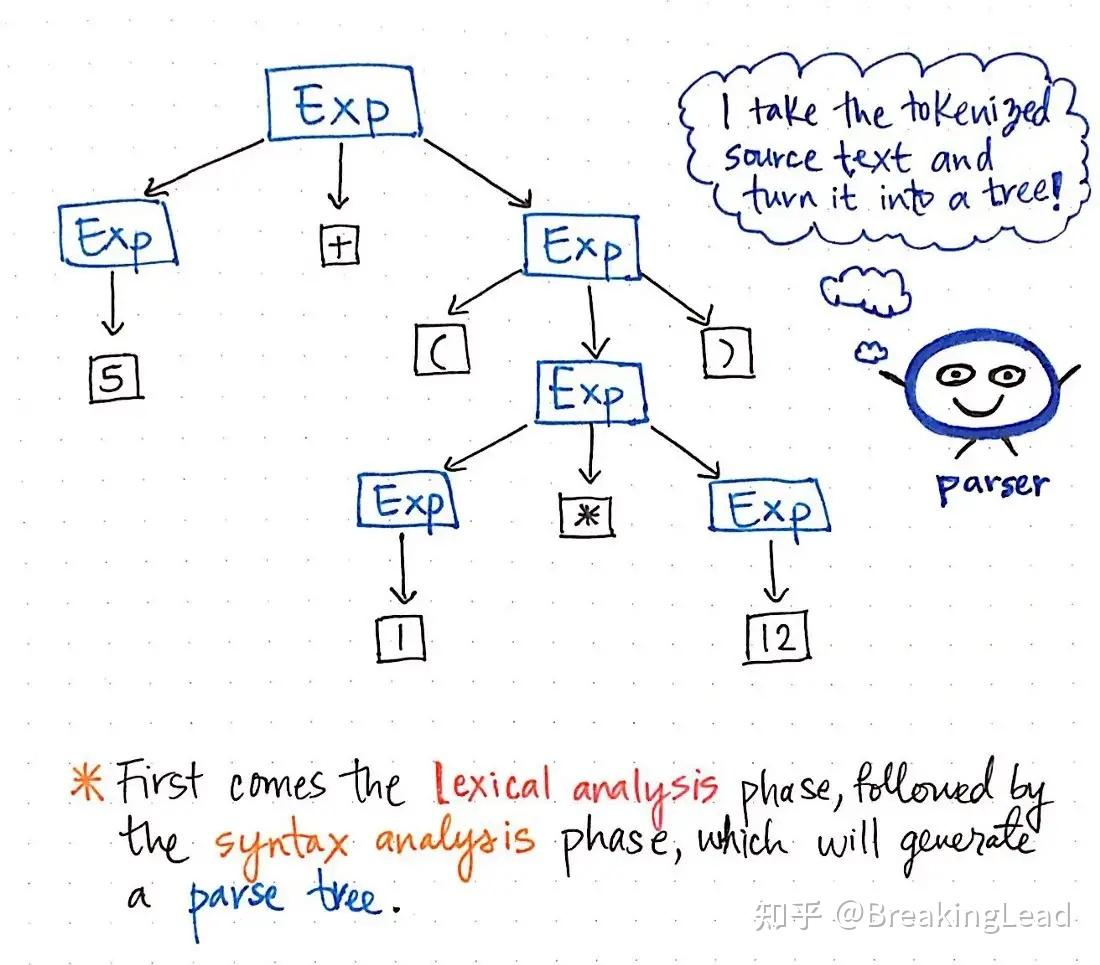 Exp
I take the tokenized
source text and
turn it into a tree!
Exp
+
Exp
5
(
)
Exp
parser
Exp
*
Exp
1
12
* First comes the Lexical analysis phase, followed by
the syntax analysis phase, which will generate
a parse tree.
知乎 @BreakingLead